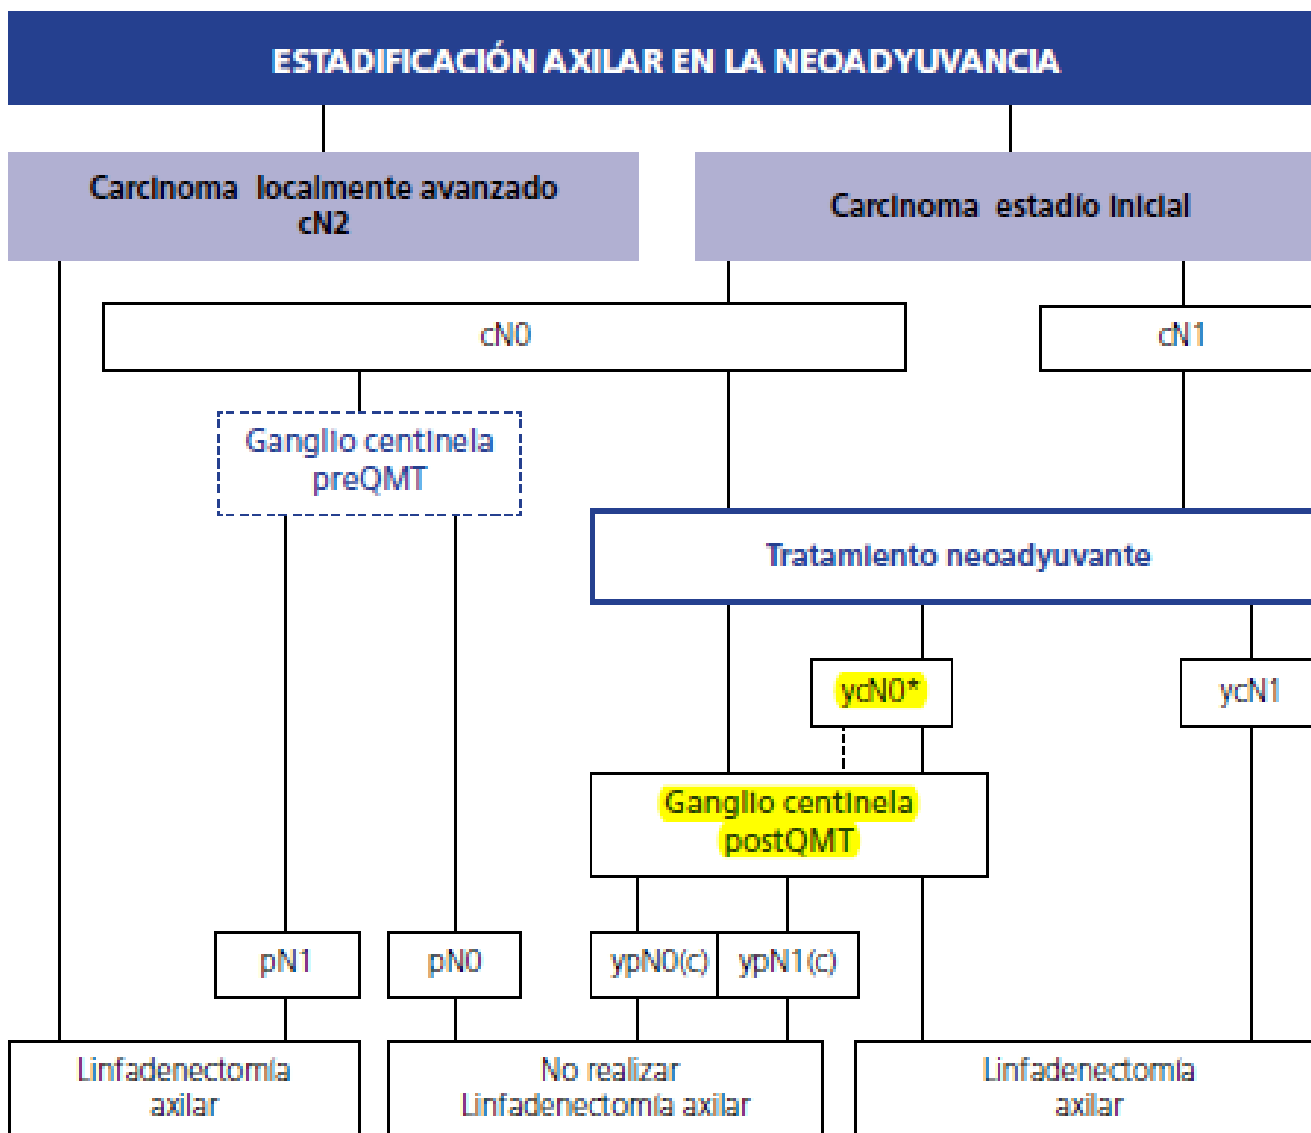 ESTADIFICACIÓN AXILAR EN LA NEOADYUVANCIA
Carcinoma localmente avanzado
cN2
Carcinoma estadío inicial
cN0
cN1
Ganglio centinela
preQMT
Tratamiento neoadyuvante
ycN0*
ycN1
Ganglio centinela
postQMT
pN1
pN0
ypN0(c)
ypN1(c)
Linfadenectomía
axilar
No realizar
Linfadenectomía axilar
Linfadenectomía
axilar